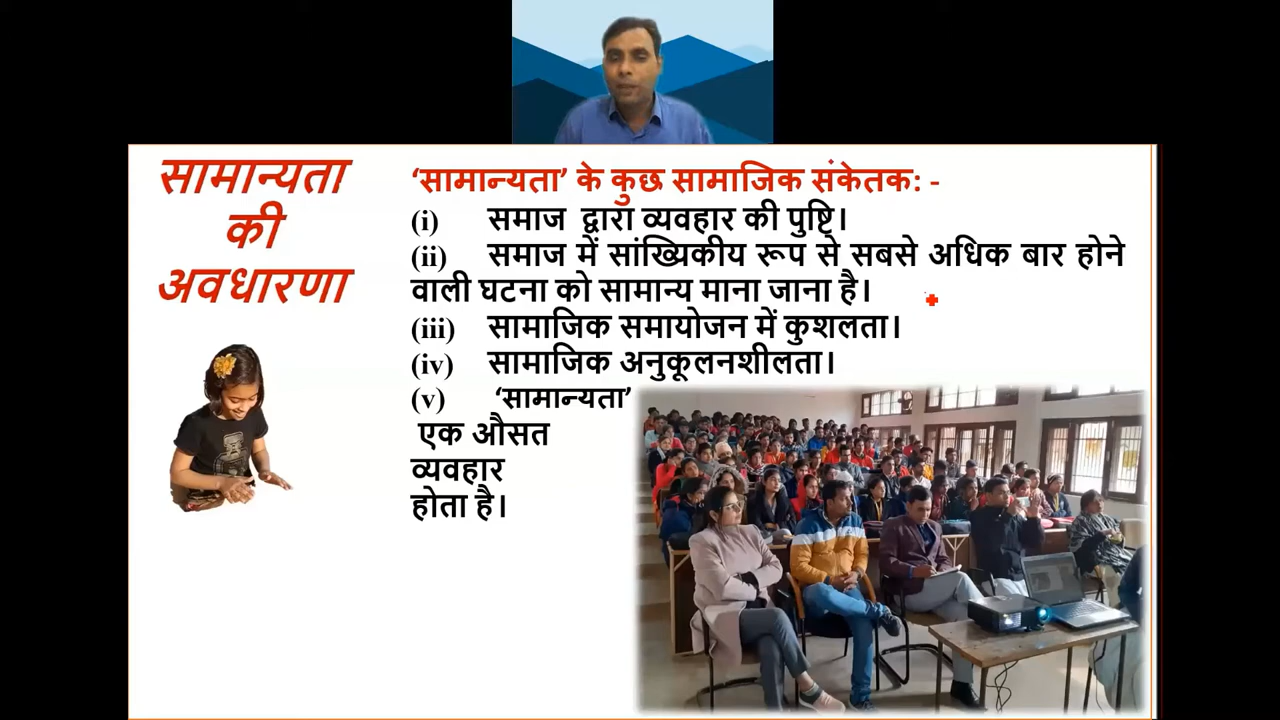 सामान्यता
की
अवधारणा
‘सामान्यता’ के कुछ सामाजिक संकेतक: -
(i) समाज द्वारा व्यवहार की पुष्टि।
(ii) समाज में सांख्यिकीय रूप से सबसे अधिक बार होने
वाली घटना को सामान्य माना जाना है।
(iii) सामाजिक समायोजन में कुशलता।
(iv) सामाजिक अनुकूलनशीलता।
(v) ‘सामान्यता’
एक औसत
व्यवहार
होता है।